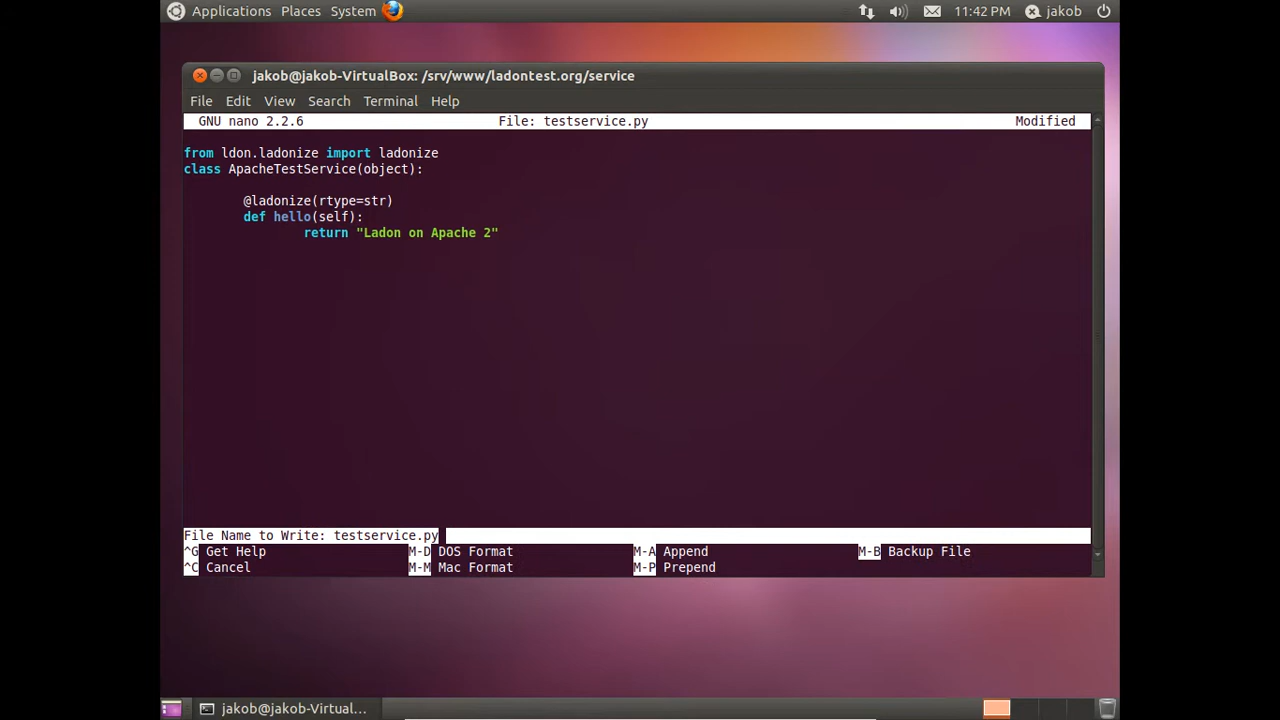 Applications Places System 11:42 PM jakob
jakob@jakob-VirtualBox: /srv/www/ladontest.org/service
File Edit View Search Terminal Help
GNU nano 2.2.6 File: testservice.py Modified
from ldon.ladonize import ladonize
class ApacheTestService(object):
@ladonize(rtype=str)
def hello(self):
return "Ladon on Apache 2"
File Name to Write: testservice.py
^G Get Help M-D DOS Format M-A Append M-B Backup File
^C Cancel M-M Mac Format M-P Prepend
jakob@jakob-Virtual...